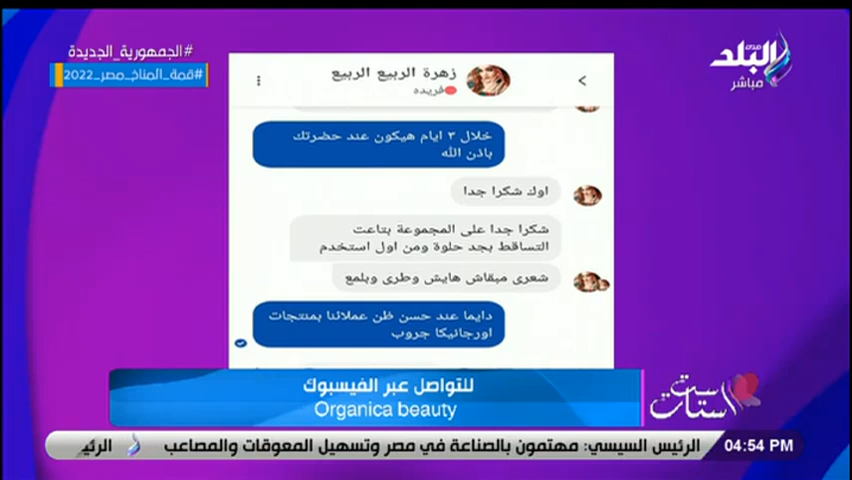 #الجمهورية_الجديدة
#قمة_المناخ_مصر_2022
صدى
البلد
مباشر
زهرة الربيع الربيع
فريده
خلال ٣ ايام هيكون عند حضرتك
باذن الله
اوك شكرا جدا
شكرا جدا على المجموعة بتاعت
التساقط بجد حلوة ومن اول استخدم
شعرى مبقاش هايش وطرى وبلمع
دايما عند حسن ظن عملائنا بمنتجات
اورجانيكا جروب
للتواصل عبر الفيسبوك
Organica beauty
ست
ستات
04:54 PM
الرئيس السيسي: مهتمون بالصناعة في مصر وتسهيل المعوقات والمصاعب
الرئي